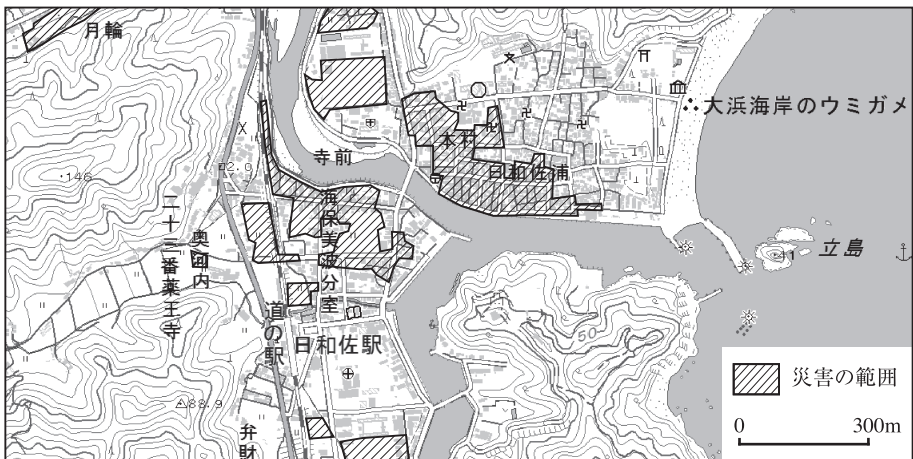 月輪
大浜海岸のウミガメ
本村
日和佐浦
寺前
2.0
・146
二十三番薬王寺
奥河内
海保美波分室
立島
41
50
道の駅
日和佐駅
88.9
弁財
災害の範囲
0 300m